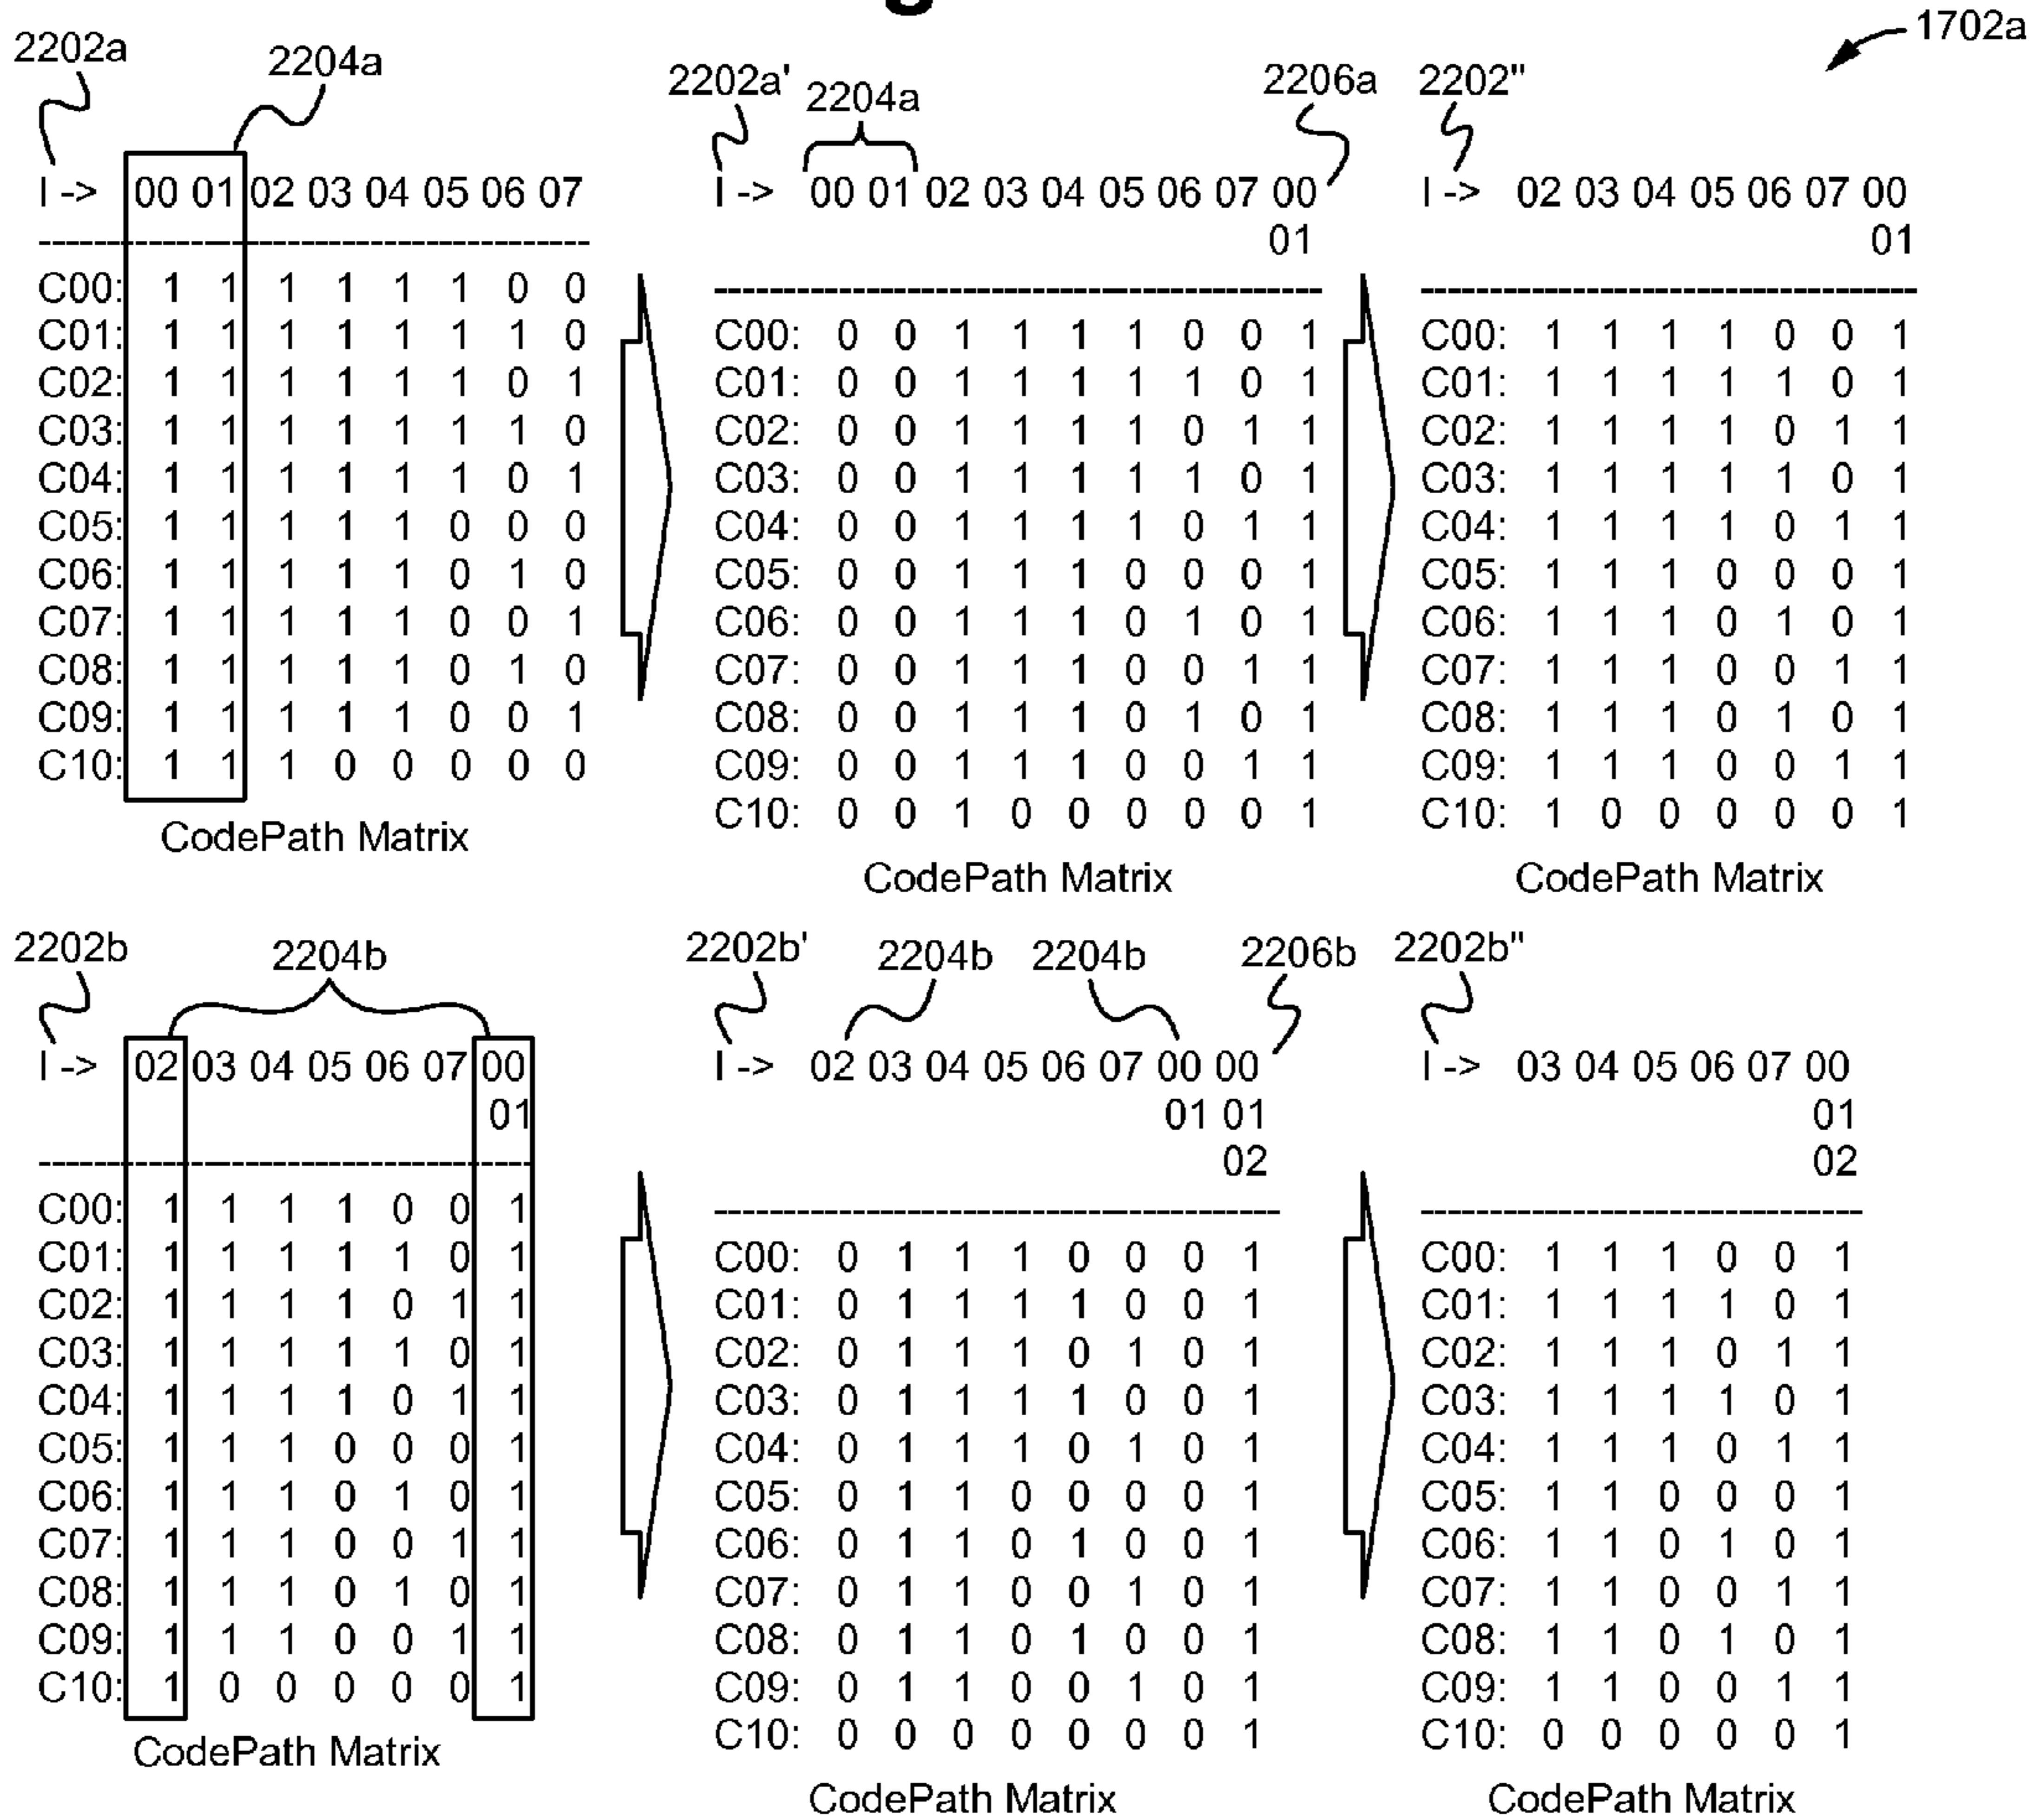 1702a
2202a 2204a
2202a' 2204a 2206a 2202"
I -> 00 01 02 03 04 05 06 07
I -> 00 01 02 03 04 05 06 07 00
01
I -> 02 03 04 05 06 07 00
01
C00: 1 1 1 1 1 1 0 0
C01: 1 1 1 1 1 1 1 0
C02: 1 1 1 1 1 1 0 1
C03: 1 1 1 1 1 1 1 0
C04: 1 1 1 1 1 1 0 1
C05: 1 1 1 1 1 0 0 0
C06: 1 1 1 1 1 0 1 0
C07: 1 1 1 1 1 0 0 1
C08: 1 1 1 1 1 0 1 0
C09: 1 1 1 1 1 0 0 1
C10: 1 1 1 0 0 0 0 0
CodePath Matrix
C00: 0 0 1 1 1 1 0 0 1
C01: 0 0 1 1 1 1 1 0 1
C02: 0 0 1 1 1 1 0 1 1
C03: 0 0 1 1 1 1 1 0 1
C04: 0 0 1 1 1 1 0 1 1
C05: 0 0 1 1 1 0 0 0 1
C06: 0 0 1 1 1 0 1 0 1
C07: 0 0 1 1 1 0 0 1 1
C08: 0 0 1 1 1 0 1 0 1
C09: 0 0 1 1 1 0 0 1 1
C10: 0 0 1 0 0 0 0 0 1
CodePath Matrix
C00: 1 1 1 1 0 0 1
C01: 1 1 1 1 1 0 1
C02: 1 1 1 1 0 1 1
C03: 1 1 1 1 1 0 1
C04: 1 1 1 1 0 1 1
C05: 1 1 1 0 0 0 1
C06: 1 1 1 0 1 0 1
C07: 1 1 1 0 0 1 1
C08: 1 1 1 0 1 0 1
C09: 1 1 1 0 0 1 1
C10: 1 0 0 0 0 0 1
CodePath Matrix
2202b 2204b
2202b' 2204b 2204b 2206b 2202b"
I -> 02 03 04 05 06 07 00
01
C00: 1 1 1 1 0 0 1
C01: 1 1 1 1 1 0 1
C02: 1 1 1 1 0 1 1
C03: 1 1 1 1 1 0 1
C04: 1 1 1 1 0 1 1
C05: 1 1 1 0 0 0 1
C06: 1 1 1 0 1 0 1
C07: 1 1 1 0 0 1 1
C08: 1 1 1 0 1 0 1
C09: 1 1 1 0 0 1 1
C10: 1 0 0 0 0 0 1
CodePath Matrix
I -> 02 03 04 05 06 07 00 00
01 01
02
C00: 0 1 1 1 0 0 0 1
C01: 0 1 1 1 1 0 0 1
C02: 0 1 1 1 0 1 0 1
C03: 0 1 1 1 1 0 0 1
C04: 0 1 1 1 0 1 0 1
C05: 0 1 1 0 0 0 0 1
C06: 0 1 1 0 1 0 0 1
C07: 0 1 1 0 0 1 0 1
C08: 0 1 1 0 1 0 0 1
C09: 0 1 1 0 0 1 0 1
C10: 0 0 0 0 0 0 0 1
CodePath Matrix
I -> 03 04 05 06 07 00
01
02
C00: 1 1 1 0 0 1
C01: 1 1 1 1 0 1
C02: 1 1 1 0 1 1
C03: 1 1 1 1 0 1
C04: 1 1 1 0 1 1
C05: 1 1 0 0 0 1
C06: 1 1 0 1 0 1
C07: 1 1 0 0 1 1
C08: 1 1 0 1 0 1
C09: 1 1 0 0 1 1
C10: 0 0 0 0 0 1
CodePath Matrix